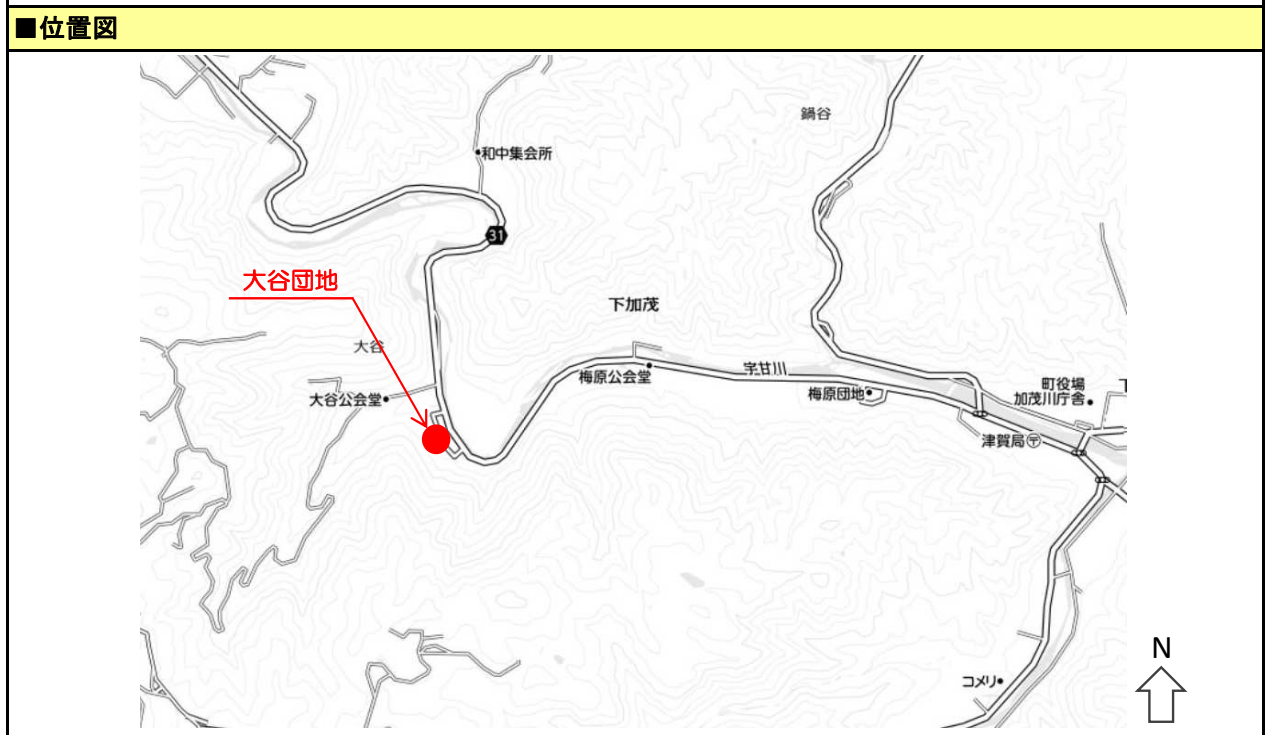 ■位置図
鍋谷
和中集会所
31
大谷団地
下加茂
大谷
宇甘川
梅原公会堂
町役場
加茂川庁舎
梅原団地
大谷公会堂
津賀局〒
コメリ
N